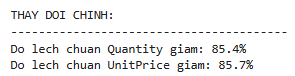 THAY DOI CHINH:
----------------------------------------
Do lech chuan Quantity giam: 85.4%
Do lech chuan UnitPrice giam: 85.7%